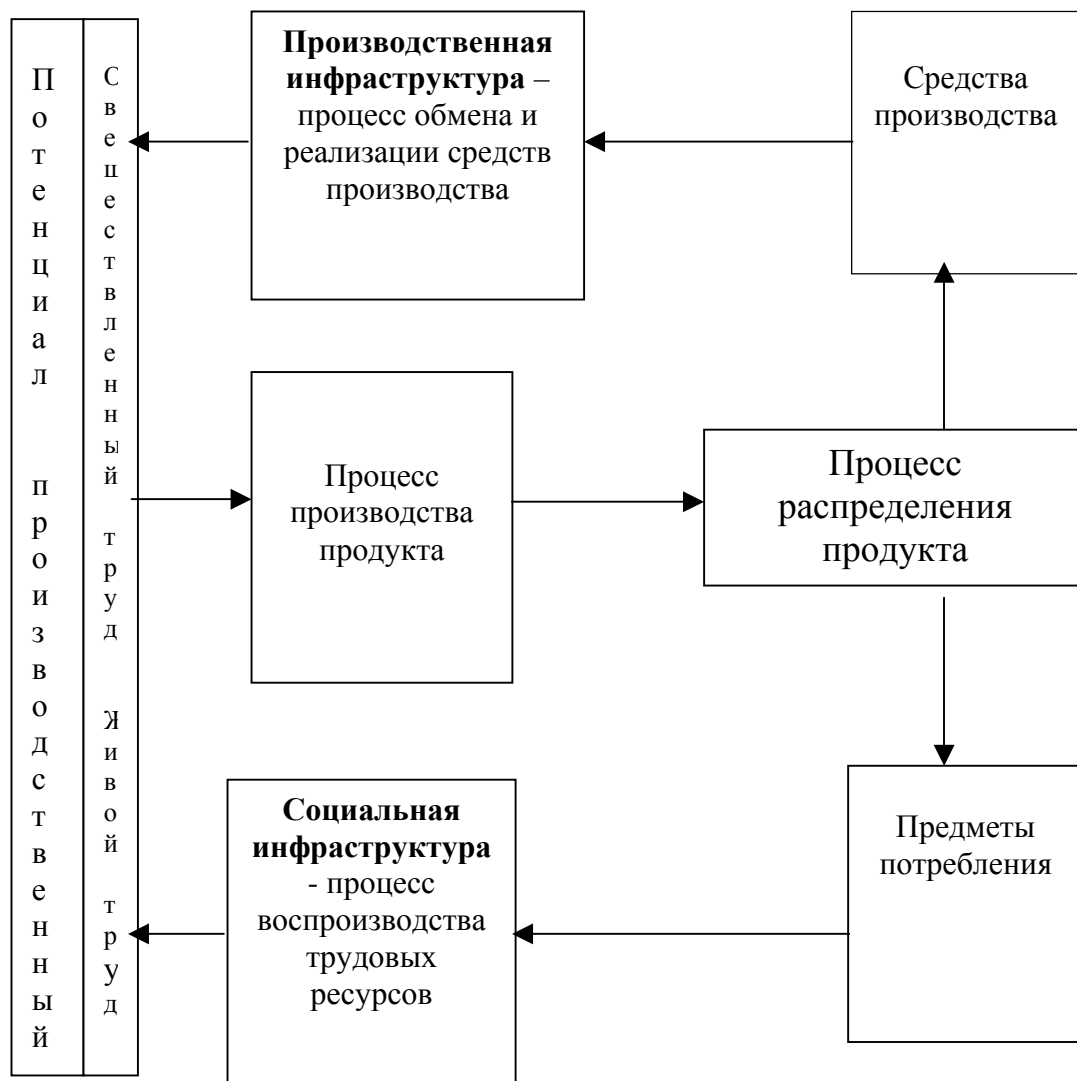 Потенциал производственный
Овеществленный труд Живой труд
Производственная
инфраструктура –
процесс обмена и
реализации средств
производства
Средства
производства
Процесс
производства
продукта
Процесс
распределения
продукта
Социальная
инфраструктура
- процесс
воспроизводства
трудовых
ресурсов
Предметы
потребления